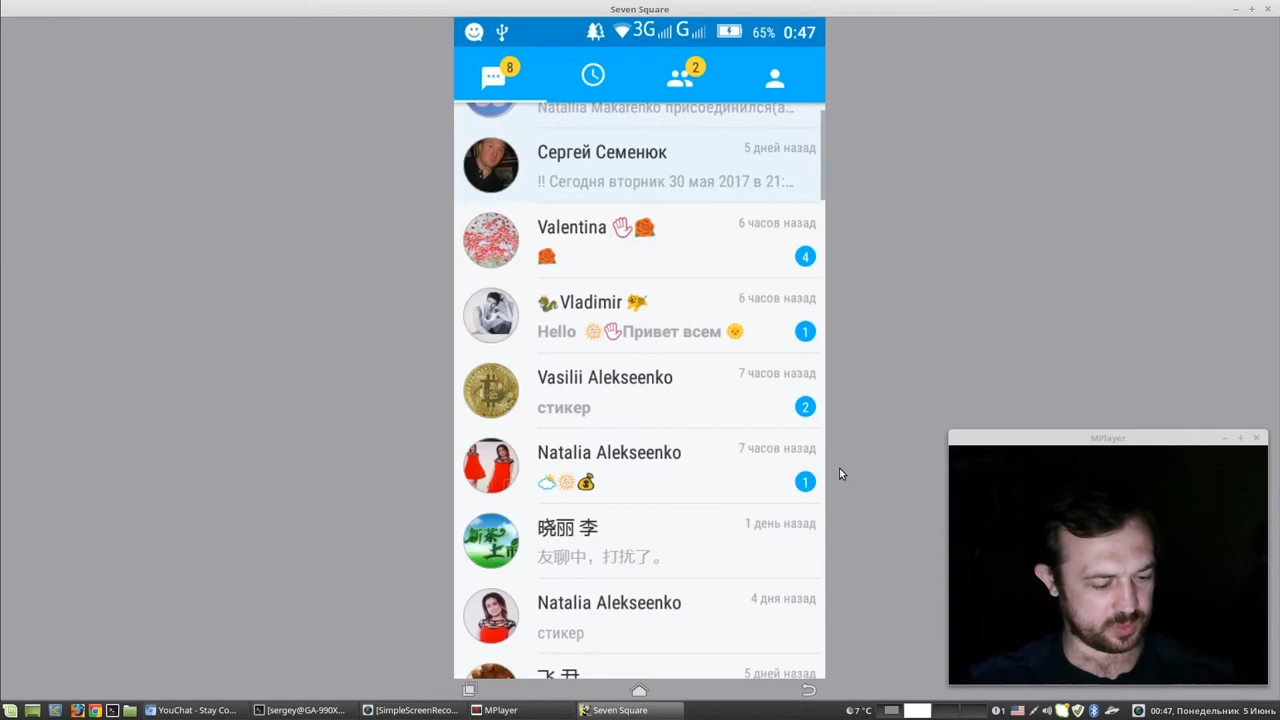 Seven Square
3G G 65% 0:47
8
2
Nataliia Makarenko присоединился(а...
Сергей Семенюк 5 дней назад
!! Сегодня вторник 30 мая 2017 в 21:...
Valentina 6 часов назад
4
Vladimir 6 часов назад
Hello Привет всем 1
Vasilii Alekseenko 7 часов назад
стикер 2
Natalia Alekseenko 7 часов назад
1
晓丽 李 1 день назад
友聊中，打扰了。
Natalia Alekseenko 4 дня назад
стикер
5 дней назад
MPlayer
YouChat - Stay Co... [sergey@GA-990X... [SimpleScreenReco... MPlayer Seven Square 7 °C 1 00:47, Понедельник 5 Июнь